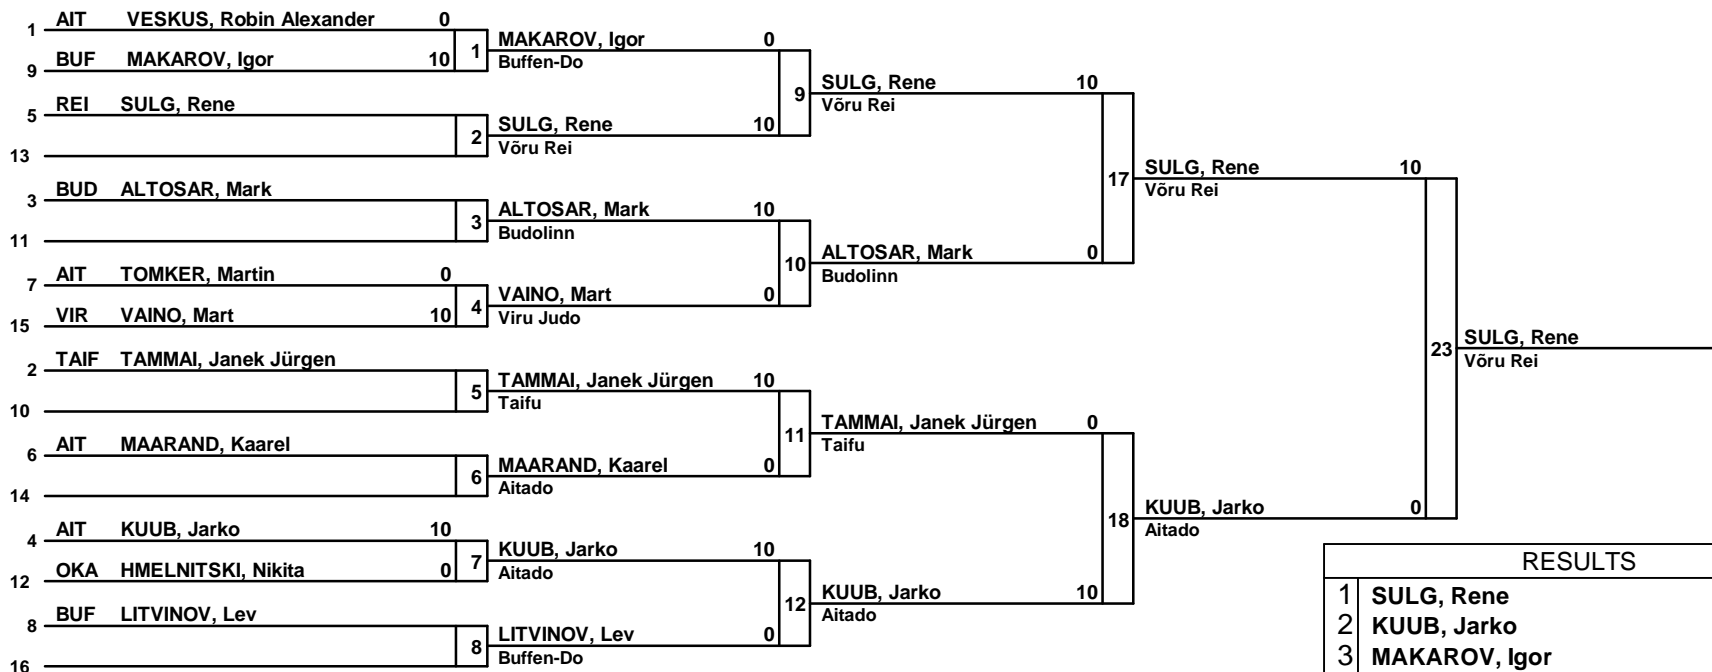 AIT VESKUS, Robin Alexander 0
1
MAKAROV, Igor 0
1
Buffen-Do
BUF MAKAROV, Igor 10
9
SULG, Rene 10
9
Võru Rei
REI SULG, Rene
5
SULG, Rene 10
2
Võru Rei
13
SULG, Rene 10
17
Võru Rei
BUD ALTOSAR, Mark
3
ALTOSAR, Mark 10
3
Budolinn
11
ALTOSAR, Mark 0
10
Budolinn
AIT TOMKER, Martin 0
7
VAINO, Mart 0
4
Viru Judo
VIR VAINO, Mart 10
15
SULG, Rene
23
Võru Rei
TAIF TAMMAI, Janek Jürgen
2
TAMMAI, Janek Jürgen 10
5
Taifu
10
TAMMAI, Janek Jürgen 0
11
Taifu
AIT MAARAND, Kaarel
6
MAARAND, Kaarel 0
6
Aitado
14
KUUB, Jarko 0
18
Aitado
AIT KUUB, Jarko 10
4
KUUB, Jarko 10
7
Aitado
OKA HMELNITSKI, Nikita 0
12
KUUB, Jarko 10
12
Aitado
BUF LITVINOV, Lev
8
LITVINOV, Lev 0
8
Buffen-Do
16
RESULTS
1 SULG, Rene
2 KUUB, Jarko
3 MAKAROV, Igor